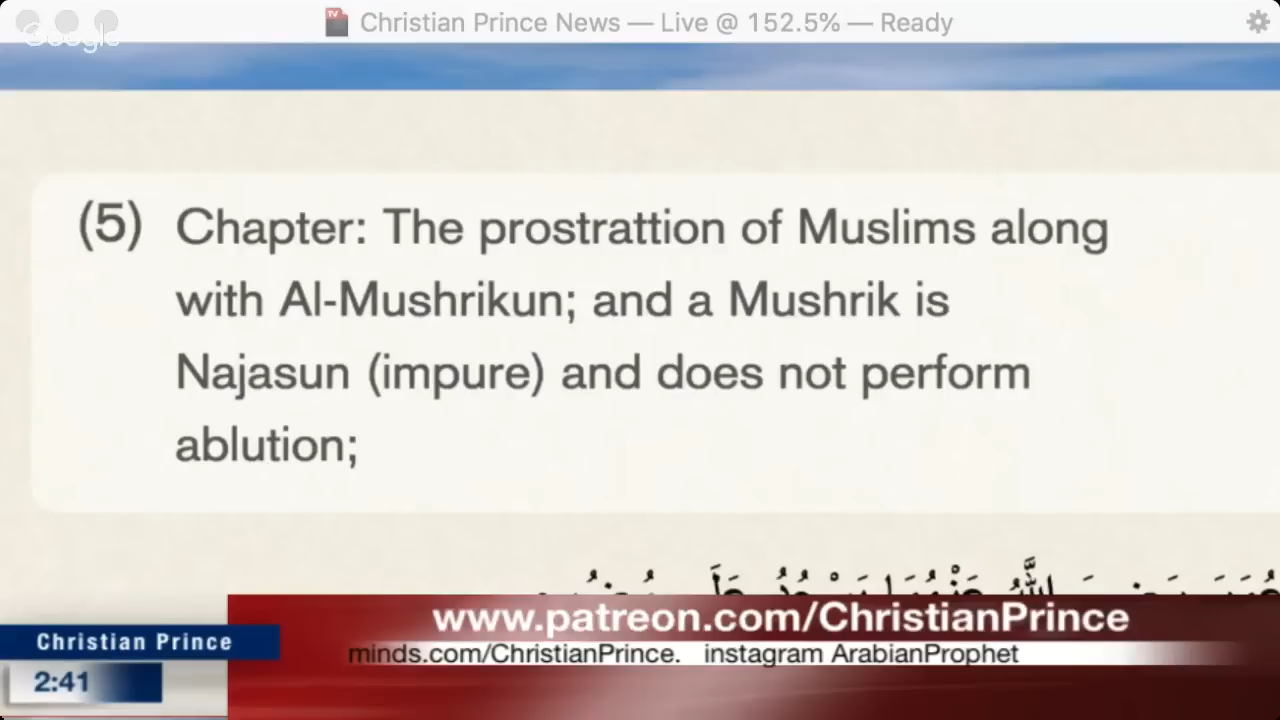 Christian Prince News — Live @ 152.5% — Ready
Google
(5) Chapter: The prostrattion of Muslims along
with Al-Mushrikun; and a Mushrik is
Najasun (impure) and does not perform
ablution;
www.patreon.com/ChristianPrince
Christian Prince
minds.com/ChristianPrince. instagram ArabianProphet
2:41